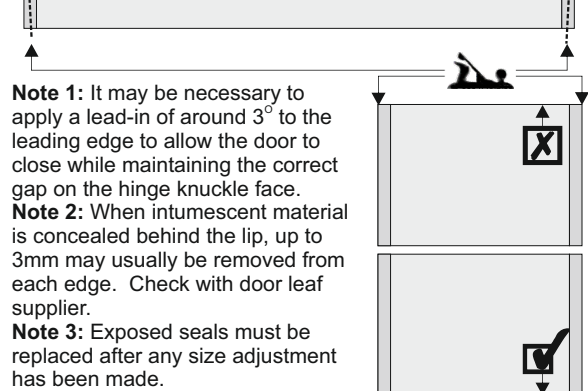 Note 1: It may be necessary to
apply a lead-in of around 3° to the
leading edge to allow the door to
close while maintaining the correct
gap on the hinge knuckle face.
Note 2: When intumescent material
is concealed behind the lip, up to
3mm may usually be removed from
each edge.  Check with door leaf
supplier.
Note 3: Exposed seals must be
replaced after any size adjustment
has been made.